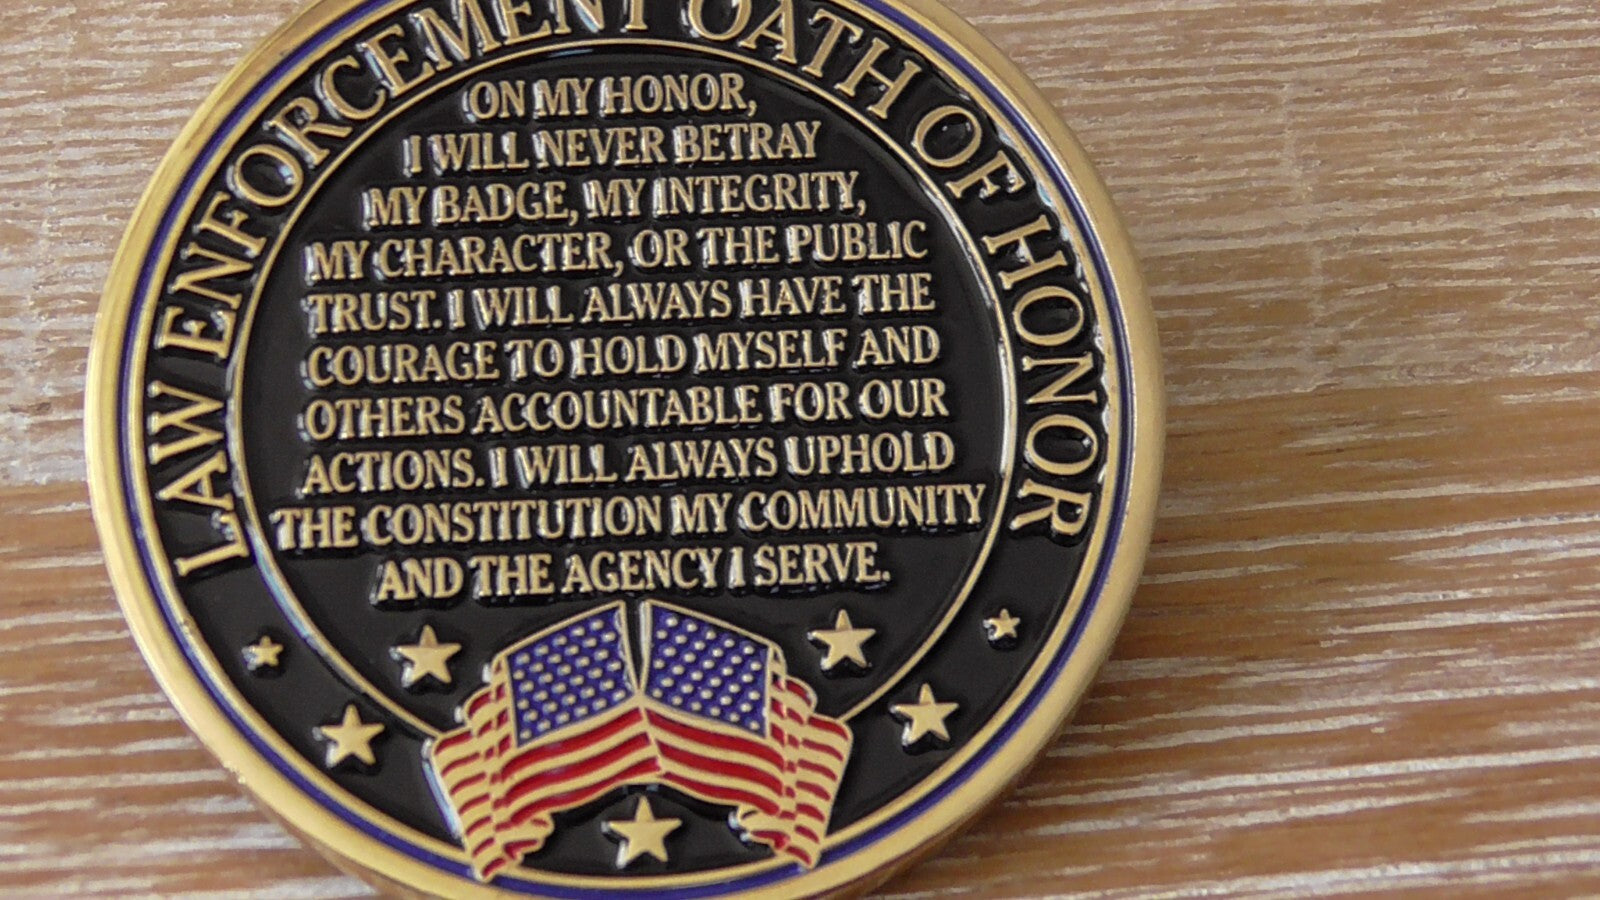 LAW ENFORCEMENT OATH OF HONOR
ON MY HONOR,
I WILL NEVER BETRAY
MY BADGE, MY INTEGRITY,
MY CHARACTER, OR THE PUBLIC
TRUST. I WILL ALWAYS HAVE THE
COURAGE TO HOLD MYSELF AND
OTHERS ACCOUNTABLE FOR OUR
ACTIONS. I WILL ALWAYS UPHOLD
THE CONSTITUTION MY COMMUNITY
AND THE AGENCY I SERVE.